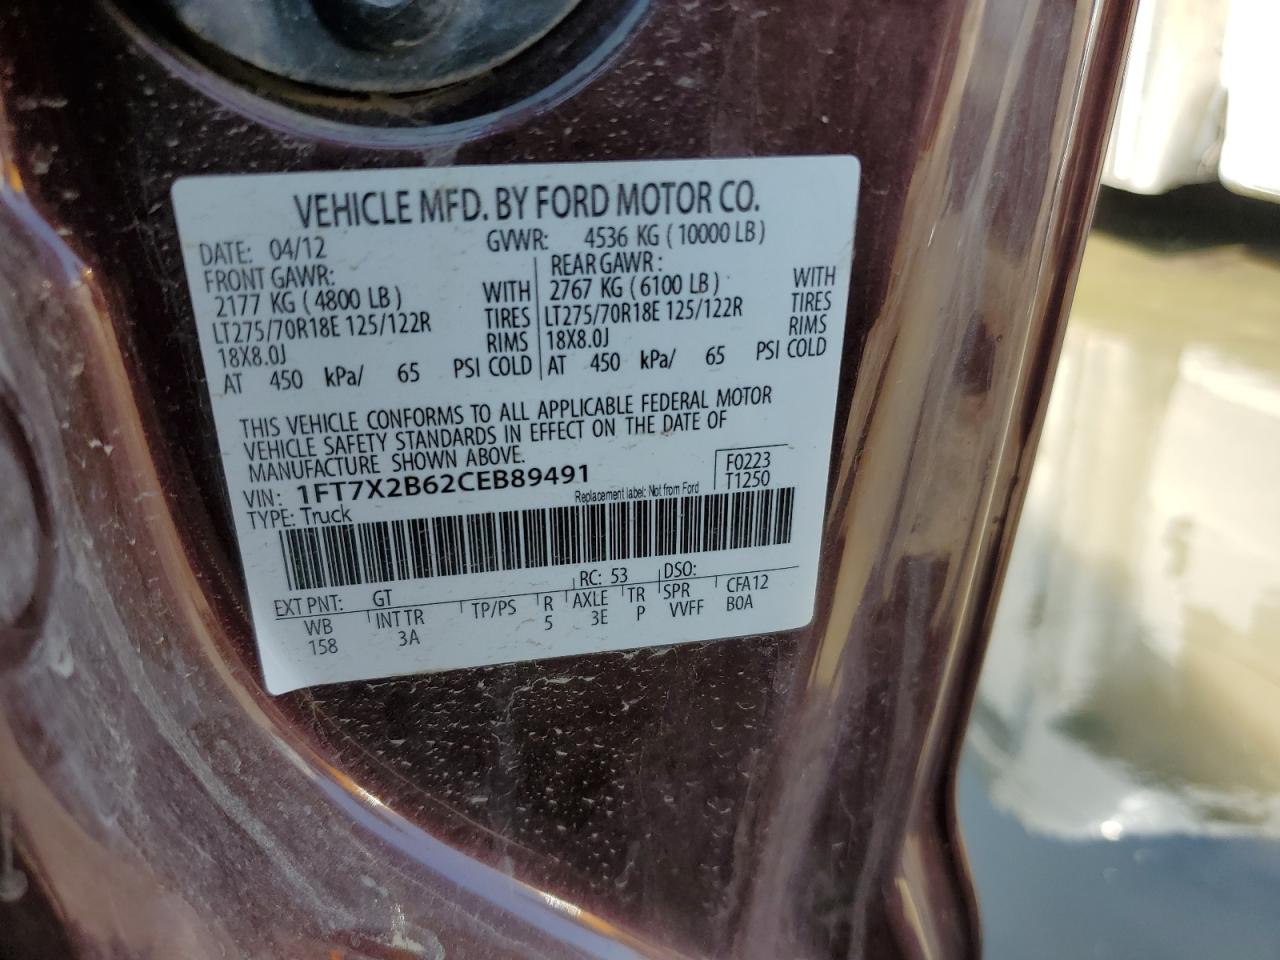 VEHICLE MFD. BY FORD MOTOR CO.
DATE: 04/12 GVWR: 4536 KG (10000 LB)
FRONT GAWR: REAR GAWR:
2177 KG (4800 LB) WITH 2767 KG (6100 LB) WITH
LT275/70R18E 125/122R TIRES LT275/70R18E 125/122R TIRES
18X8.0J RIMS 18X8.0J RIMS
AT 450 kPa/ 65 PSI COLD AT 450 kPa/ 65 PSI COLD
THIS VEHICLE CONFORMS TO ALL APPLICABLE FEDERAL MOTOR
VEHICLE SAFETY STANDARDS IN EFFECT ON THE DATE OF
MANUFACTURE SHOWN ABOVE.
VIN: 1FT7X2B62CEB89491 F0223
TYPE: Truck Replacement label: Not from Ford T1250
EXT PNT: GT RC: 53 DSO:
WB INT TR TP/PS R AXLE TR SPR CFA12
158 3A 5 3E P VVFF BOA